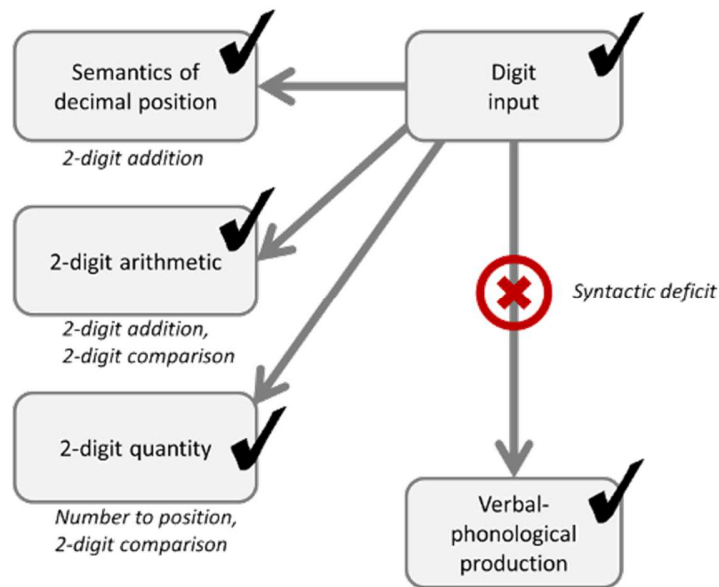 Semantics of
decimal position
2-digit addition
Digit
input
2-digit arithmetic
2-digit addition,
2-digit comparison
Syntactic deficit
2-digit quantity
Number to position,
2-digit comparison
Verbal-
phonological
production